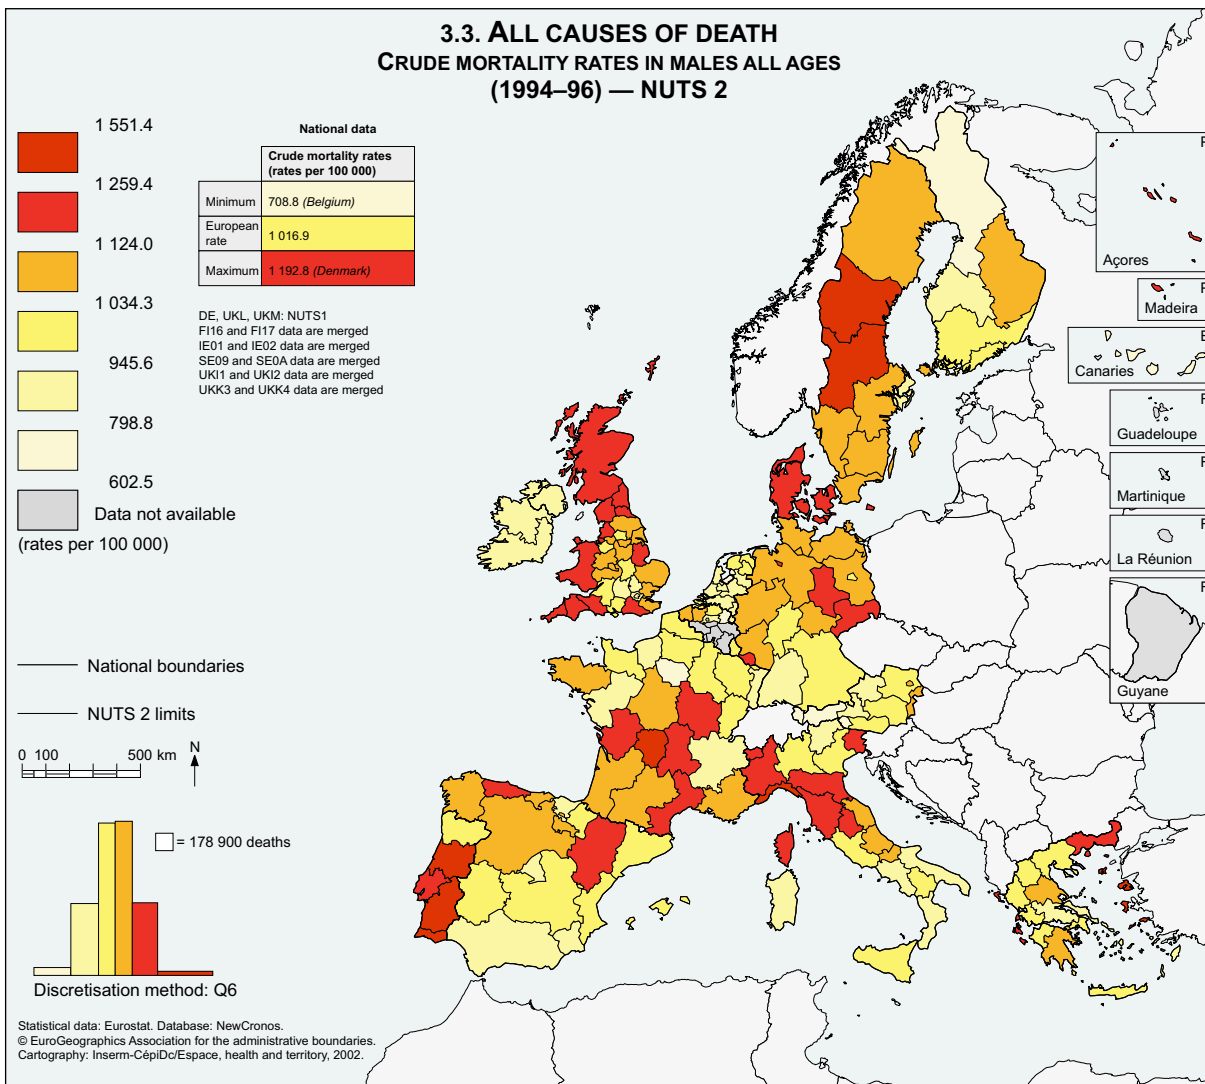 3.3. ALL CAUSES OF DEATH
CRUDE MORTALITY RATES IN MALES ALL AGES
(1994–96) — NUTS 2
1 551.4
1 259.4
1 124.0
1 034.3
945.6
798.8
602.5
Data not available
(rates per 100 000)
National data
Crude mortality rates
(rates per 100 000)
Minimum 708.8 (Belgium)
European
rate 1 016.9
Maximum 1 192.8 (Denmark)
DE, UKL, UKM: NUTS1
FI16 and FI17 data are merged
IE01 and IE02 data are merged
SE09 and SE0A data are merged
UKI1 and UKI2 data are merged
UKK3 and UKK4 data are merged
National boundaries
NUTS 2 limits
0 100 500 km
N
= 178 900 deaths
Discretisation method: Q6
Statistical data: Eurostat. Database: NewCronos.
© EuroGeographics Association for the administrative boundaries.
Cartography: Inserm-CépiDc/Espace, health and territory, 2002.
Açores
Madeira
Canaries
Guadeloupe
Martinique
La Réunion
Guyane